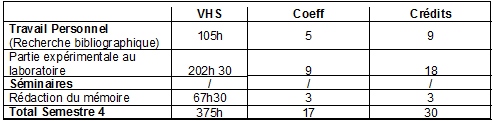 VHS Coeff Crédits
Travail Personnel
(Recherche bibliographique) 105h 5 9
Partie expérimentale au
laboratoire 202h 30 9 18
Séminaires / / /
Rédaction du mémoire 67h30 3 3
Total Semestre 4 375h 17 30